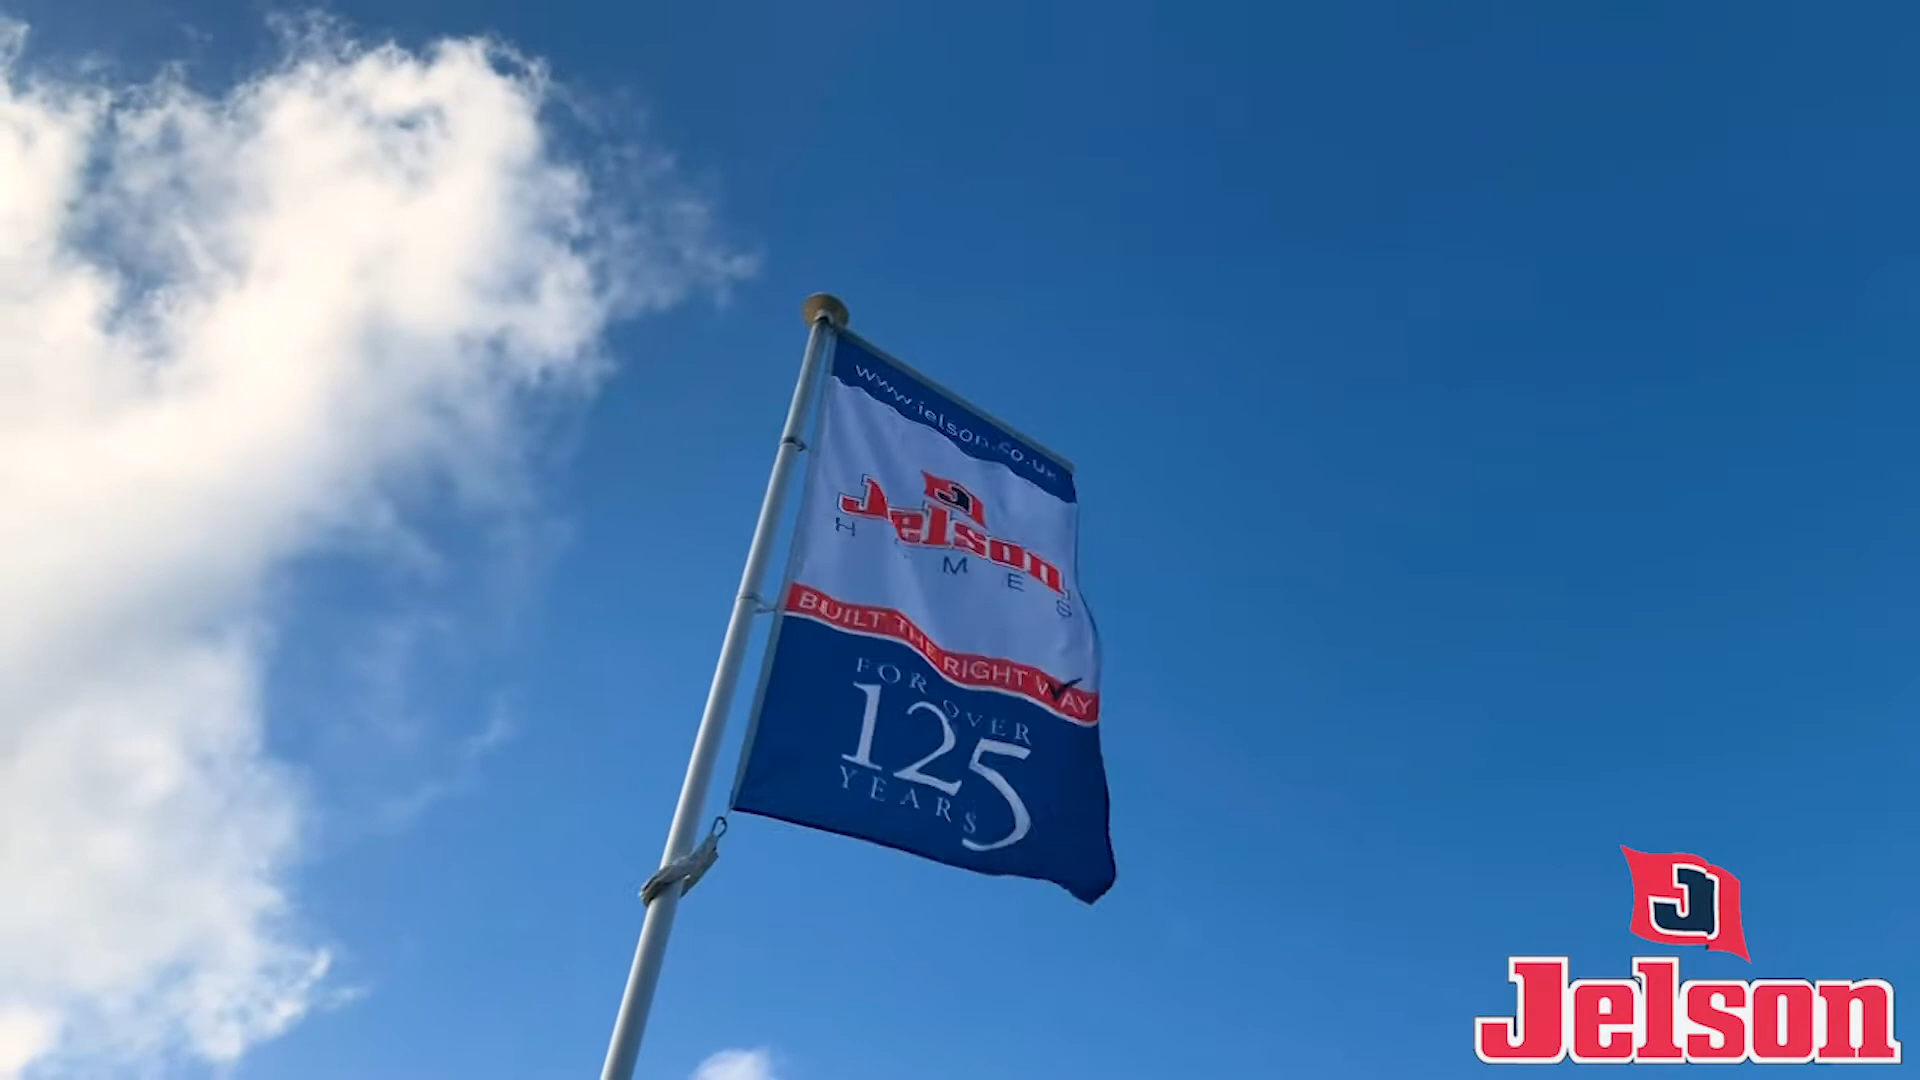 www.jelson.co.uk
J
Jelson
HOMES
BUILT THE RIGHT WAY
FOR OVER
125
YEARS
J
Jelson